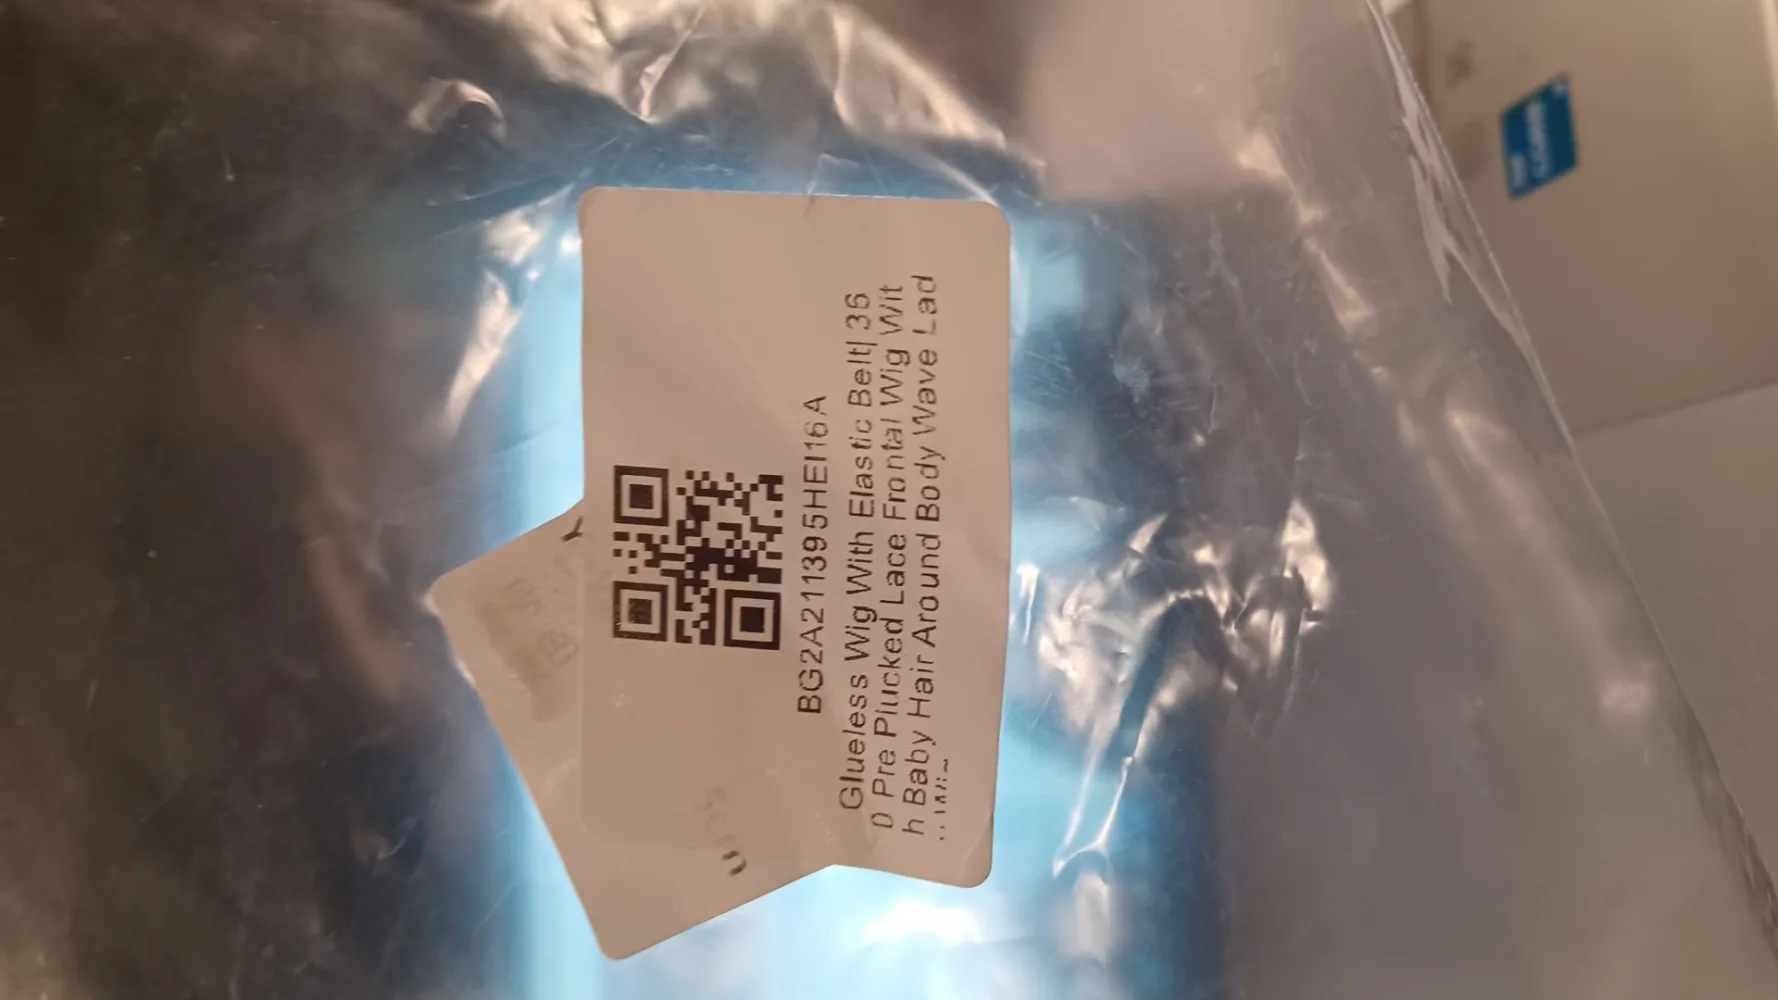 BG2A211395HEI16A
Glueless Wig With Elastic Belt| 36
D Pre Plucked Lace Frontal Wig Wit
h Baby Hair Around Body Wave Lad